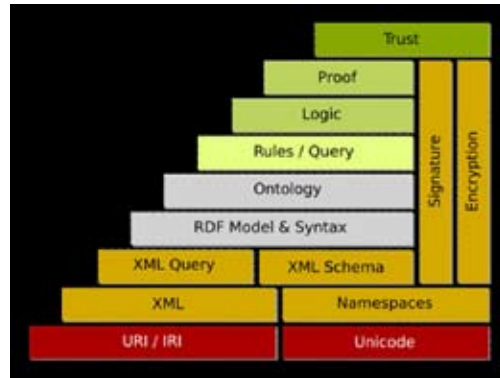 Trust
Proof
Logic
Rules / Query
Ontology
RDF Model & Syntax
XML Query XML Schema
Signature
Encryption
XML Namespaces
URI / IRI Unicode